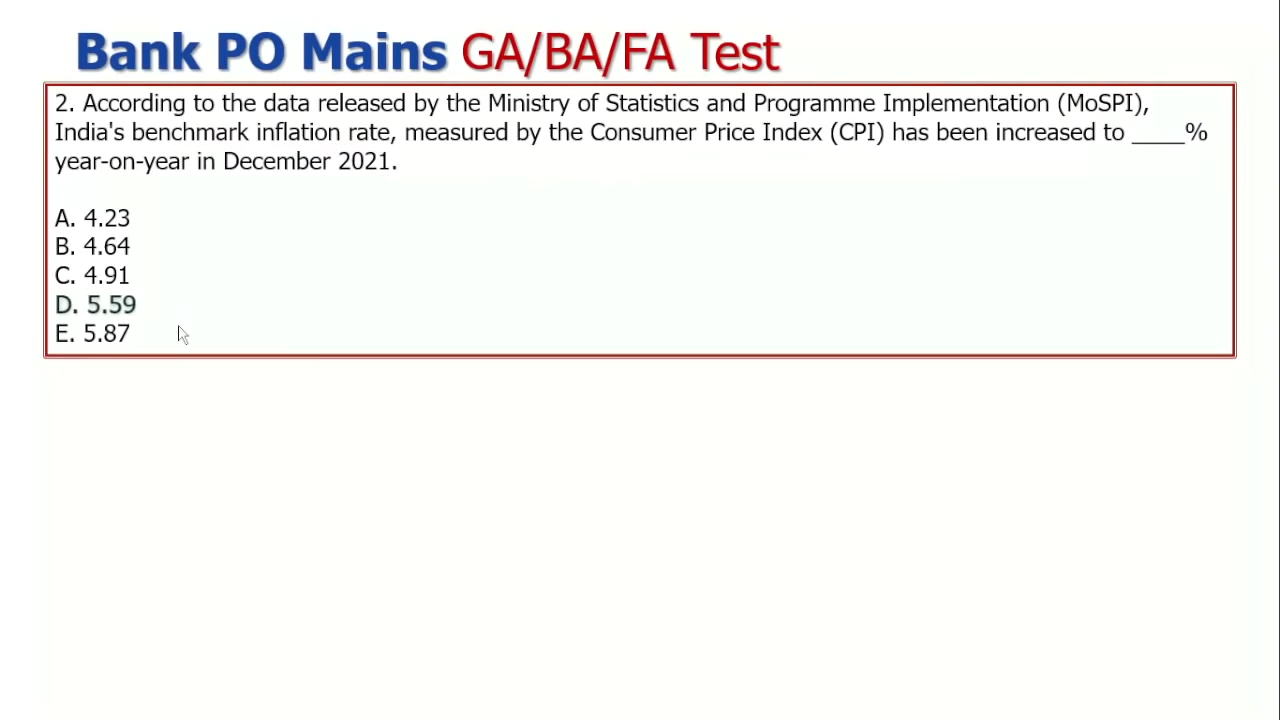 Bank PO Mains GA/BA/FA Test
2. According to the data released by the Ministry of Statistics and Programme Implementation (MoSPI),
India's benchmark inflation rate, measured by the Consumer Price Index (CPI) has been increased to ____%
year-on-year in December 2021.
A. 4.23
B. 4.64
C. 4.91
D. 5.59
E. 5.87